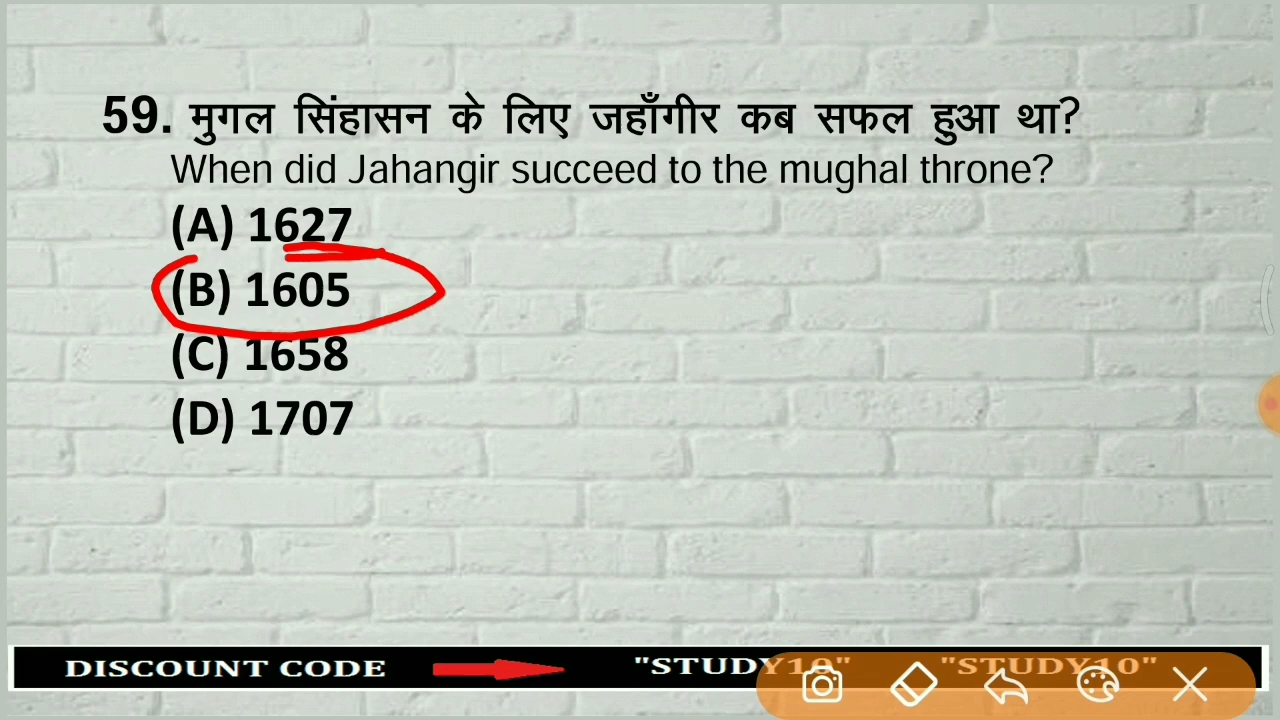 59. मुगल सिंहासन के लिए जहाँगीर कब सफल हुआ था?
When did Jahangir succeed to the mughal throne?
(A) 1627
(B) 1605
(C) 1658
(D) 1707
DISCOUNT CODE "STUDY10" "STUDY10"